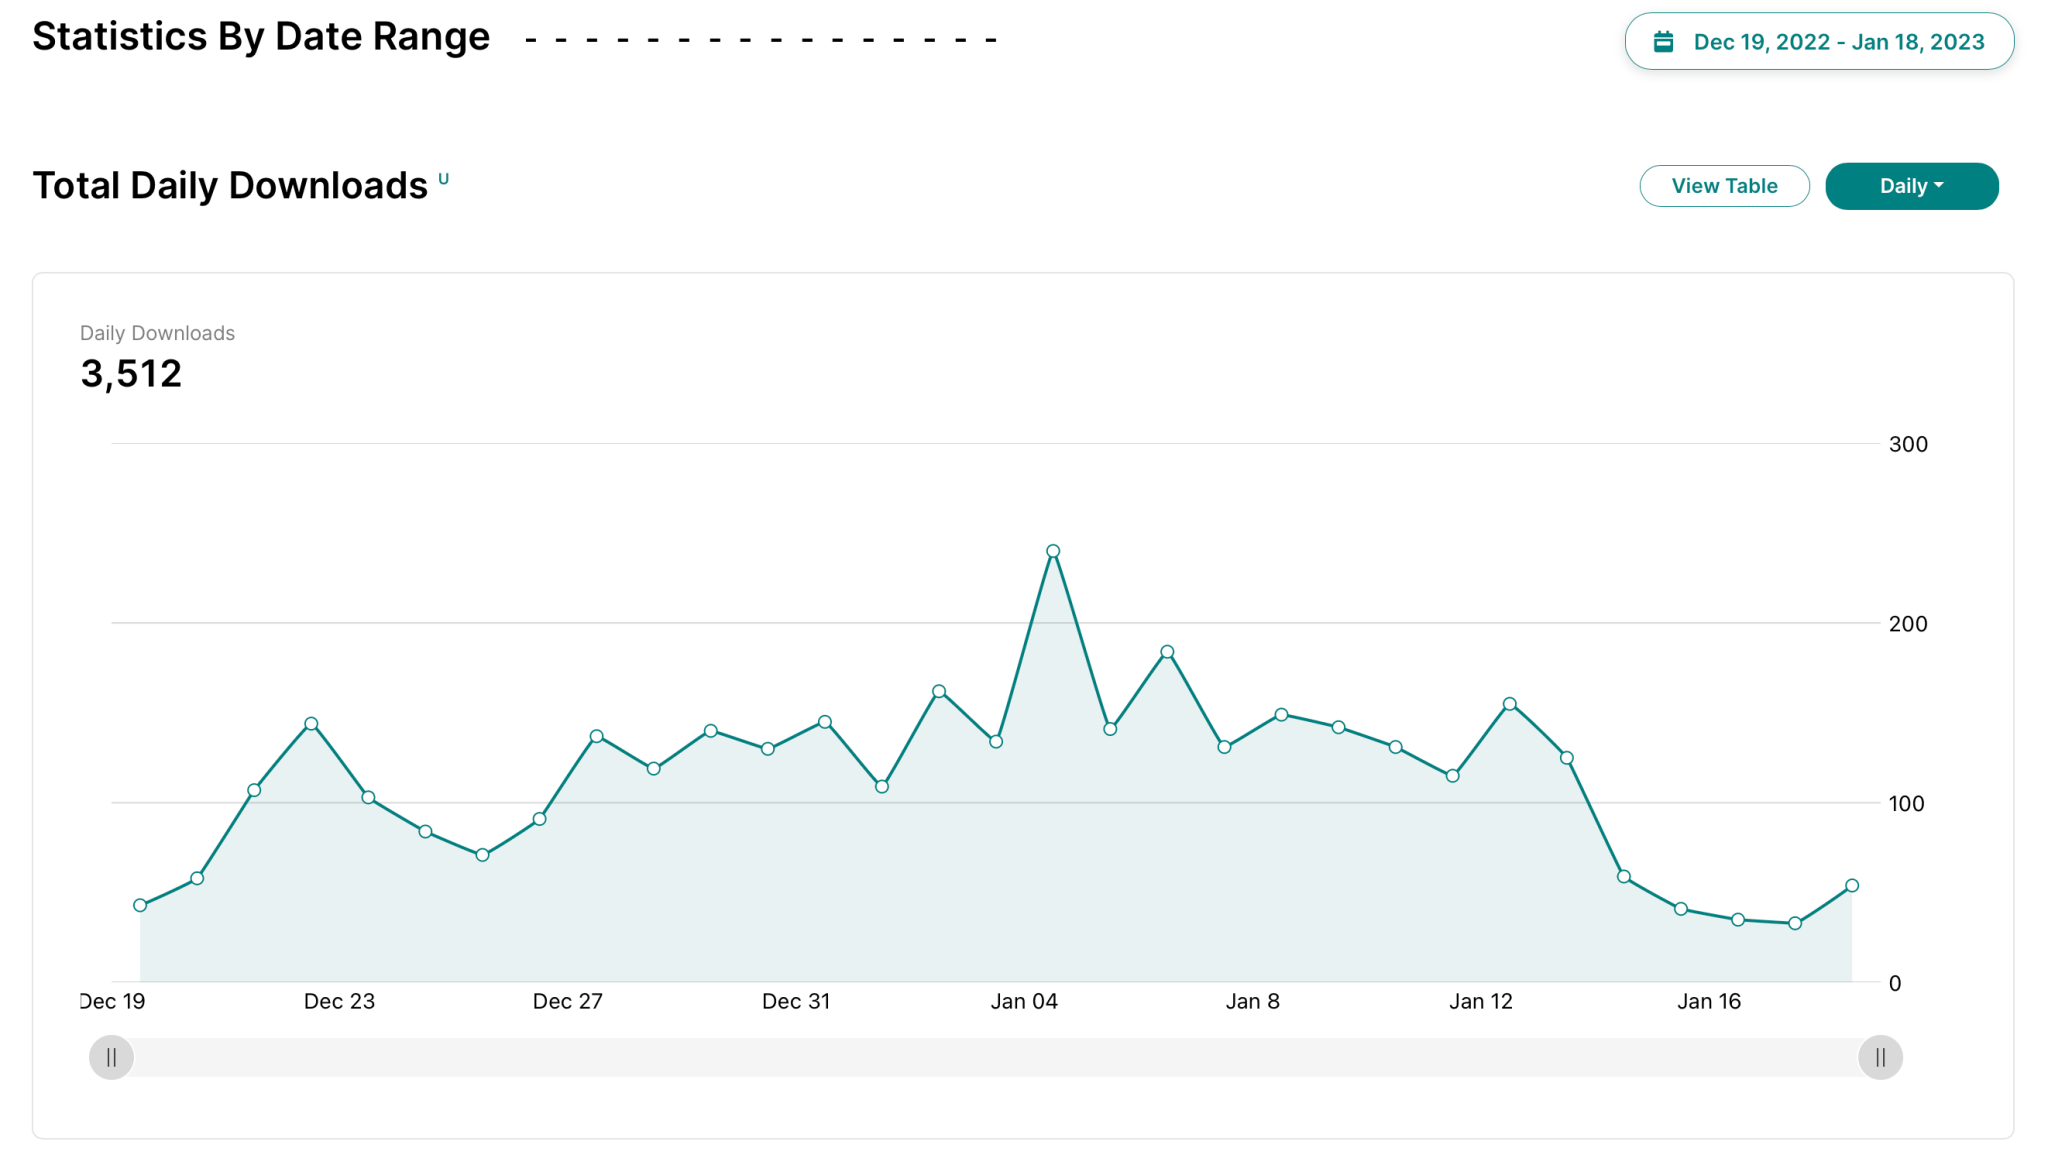 Statistics By Date Range - - - - - - - - - - - - - - - -
Dec 19, 2022 - Jan 18, 2023
Total Daily Downloads U
View Table
Daily
Daily Downloads
3,512
300
200
100
0
Dec 19 Dec 23 Dec 27 Dec 31 Jan 04 Jan 8 Jan 12 Jan 16